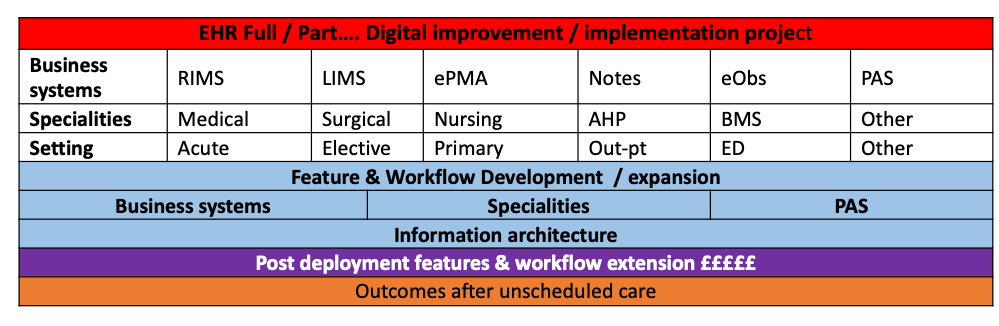 EHR Full / Part…. Digital improvement / implementation project
Business systems RIMS LIMS ePMA Notes eObs PAS
Specialities Medical Surgical Nursing AHP BMS Other
Setting Acute Elective Primary Out-pt ED Other
Feature & Workflow Development / expansion
Business systems Specialities PAS
Information architecture
Post deployment features & workflow extension £££££
Outcomes after unscheduled care